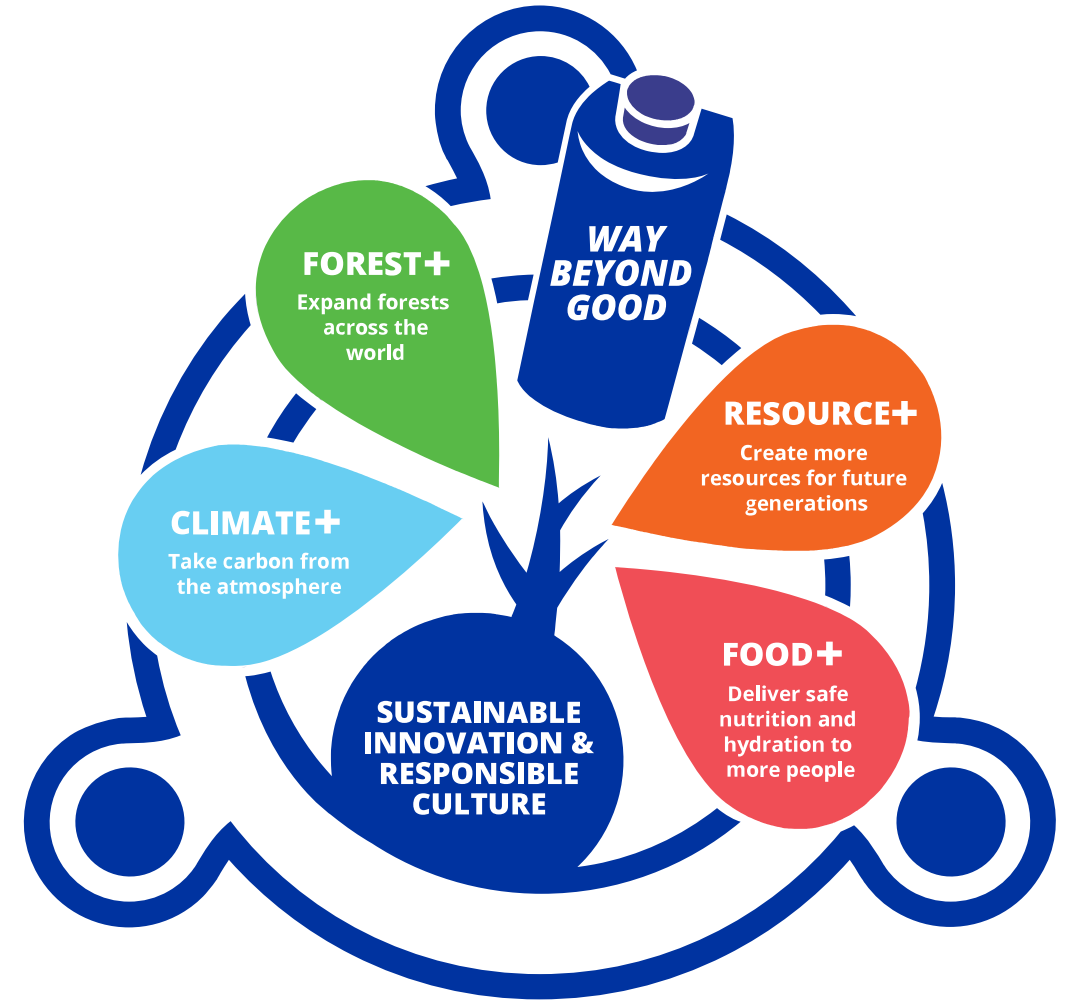 WAY
BEYOND
GOOD
FOREST+
Expand forests
across the
world
RESOURCE+
Create more
resources for future
generations
CLIMATE+
Take carbon from
the atmosphere
FOOD+
Deliver safe
nutrition and
hydration to
more people
SUSTAINABLE
INNOVATION &
RESPONSIBLE
CULTURE